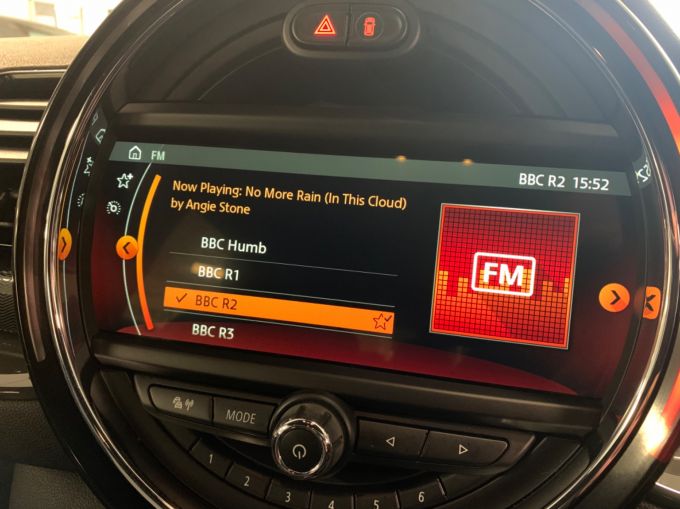 FM
BBC R2 15:52
Now Playing: No More Rain (In This Cloud)
by Angie Stone
BBC Humb
BBC R1
BBC R2
BBC R3
FM
MODE
1
2
3
4
5
6